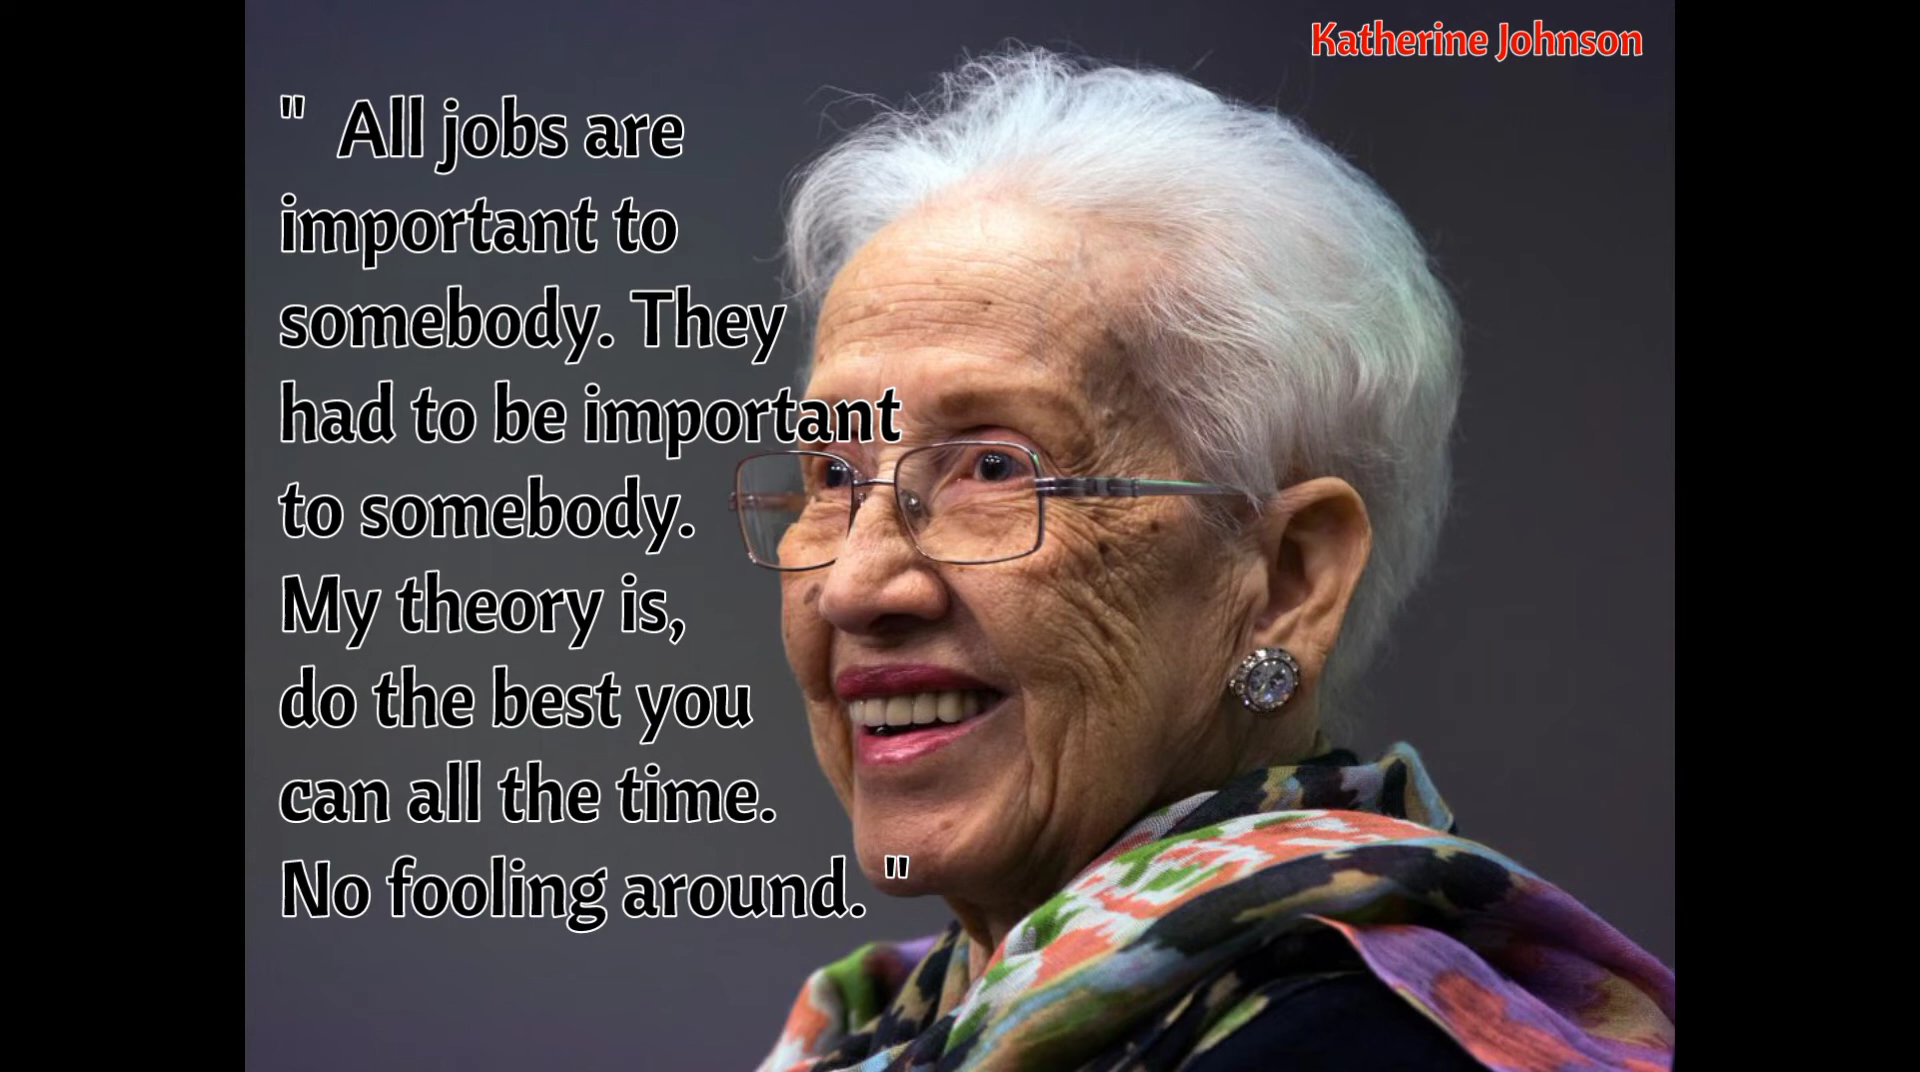 Katherine Johnson
" All jobs are
important to
somebody. They
had to be important
to somebody.
My theory is,
do the best you
can all the time.
No fooling around. "